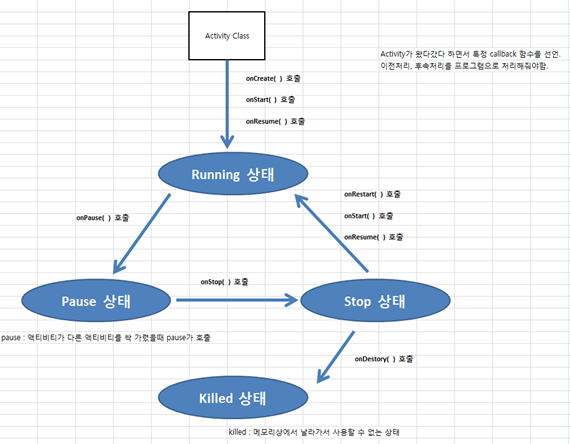 Activity Class
Activity가 왔다갔다 하면서 특정 callback 함수를 선언.
이전처리, 후속처리를 프로그램으로 처리해줘야함.
onCreate( ) 호출
onStart( ) 호출
onResume( ) 호출
Running 상태
onRestart( ) 호출
onPause( ) 호출
onStart( ) 호출
onResume( ) 호출
onStop( ) 호출
Pause 상태
Stop 상태
pause : 액티비티가 다른 액티비티를 싹 가렸을때 pause가 호출
onDestory( ) 호출
Killed 상태
killed : 메모리상에서 날라가서 사용할 수 없는 상태